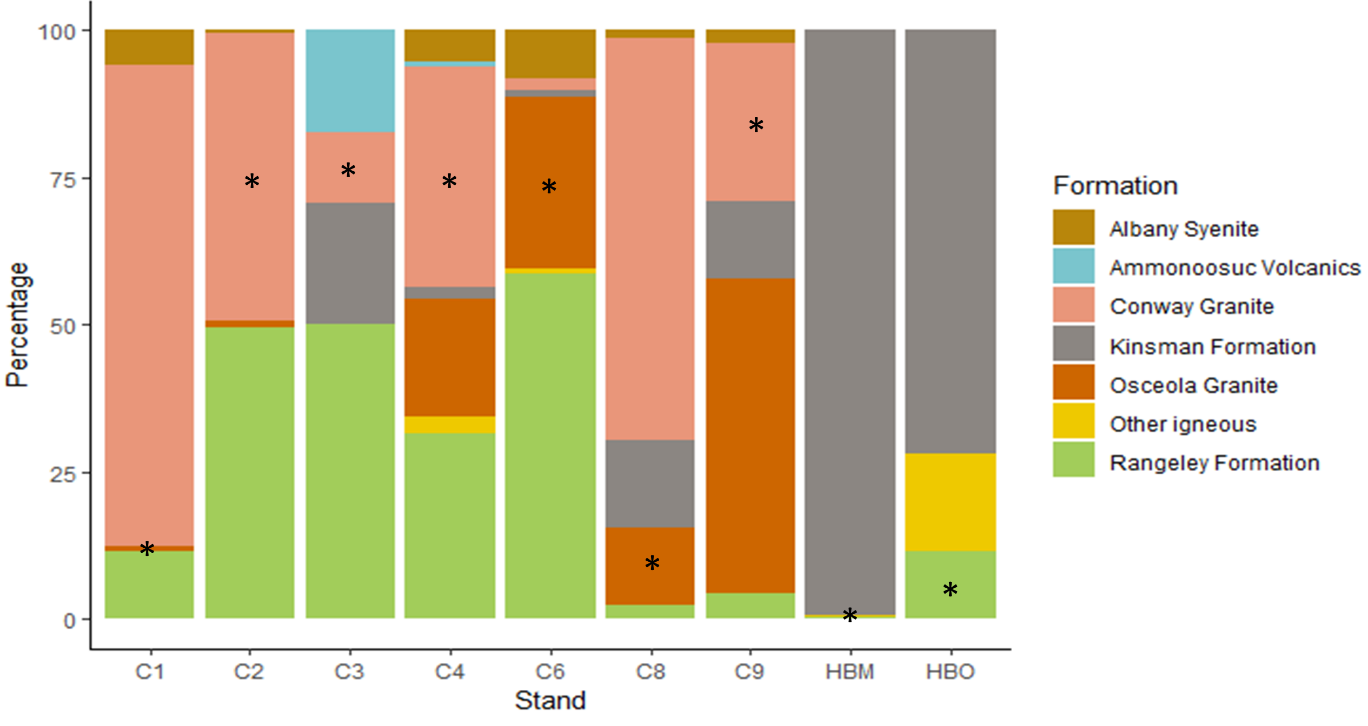 Percentage
100
75
50
25
0
*
*
*
*
*
*
*
*
*
C1 C2 C3 C4 C6 C8 C9 HBM HBO
Stand
Formation
Albany Syenite
Ammonoosuc Volcanics
Conway Granite
Kinsman Formation
Osceola Granite
Other igneous
Rangeley Formation